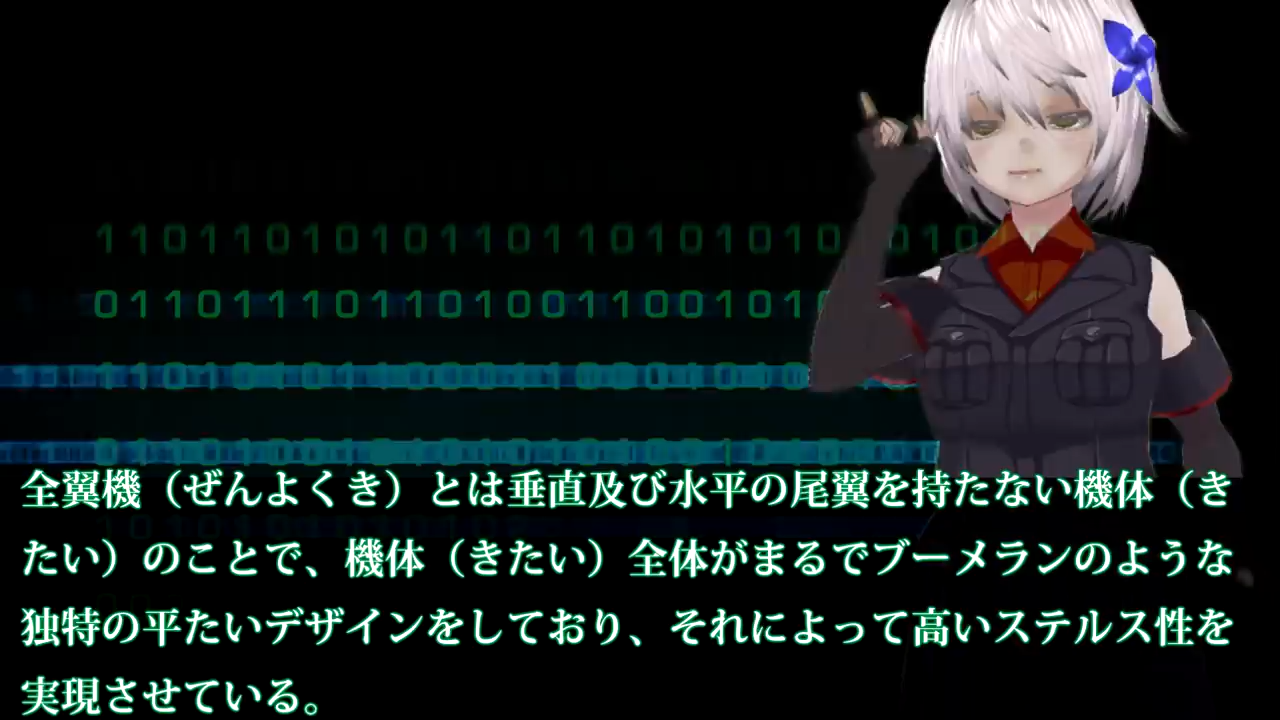 11011010101101101010101010
011011101101001100101
全翼機（ぜんよくき）とは垂直及び水平の尾翼を持たない機体（き
たい）のことで、機体（きたい）全体がまるでブーメランのような
独特の平たいデザインをしており、それによって高いステルス性を
実現させている。